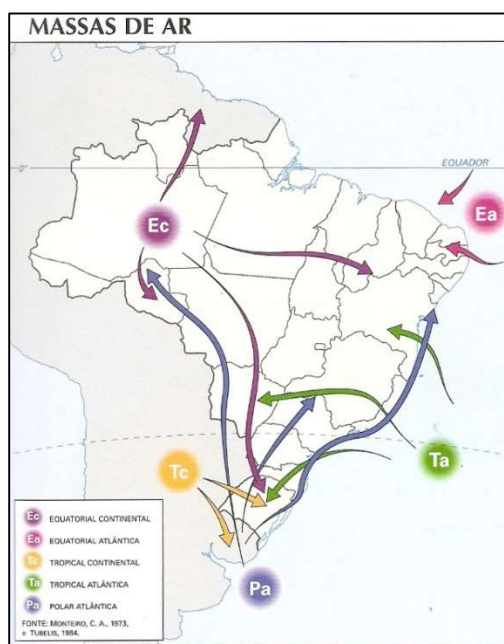 MASSAS DE AR
0°
EQUADOR
Ea
Ec
Ta
Tc
Pa
Ec EQUATORIAL CONTINENTAL
Ea EQUATORIAL ATLÂNTICA
Tc TROPICAL CONTINENTAL
Ta TROPICAL ATLÂNTICA
Pa POLAR ATLÂNTICA
FONTE: MONTEIRO, C. A., 1973,
e TUBELIS, 1984.